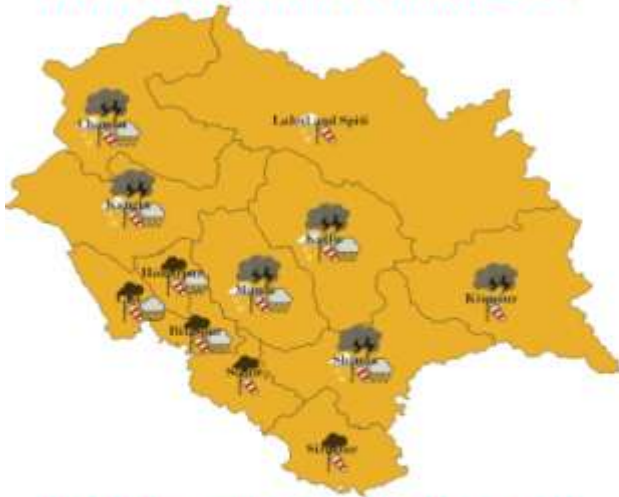 Chamba
Lahul and Spiti
Kangra
Kullu
Hamirpur
Mandi
Kinnaur
Bilaspur
Shimla
Solan
Sirmaur